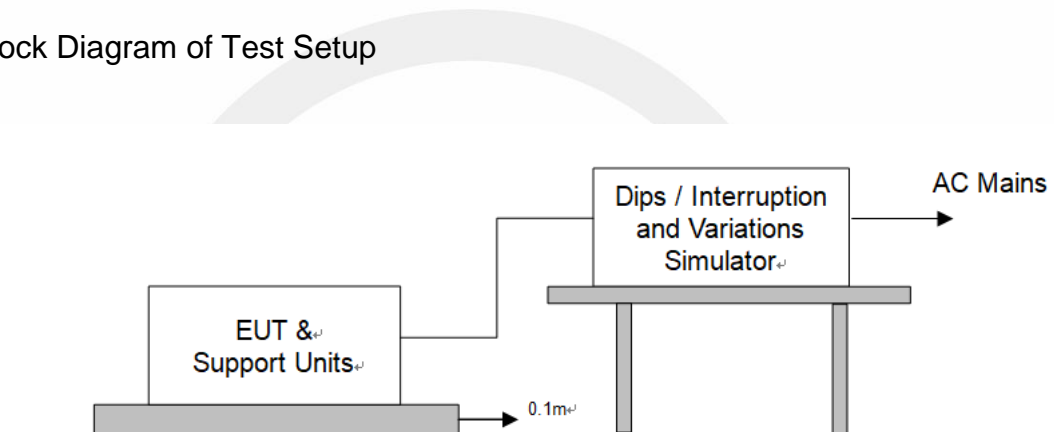 ock Diagram of Test Setup
AC Mains
Dips / Interruption
and Variations
Simulator
EUT &
Support Units
0.1m